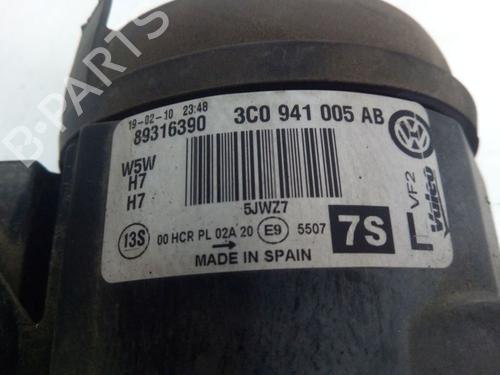 B-PARTS
19-02-10 23:48
89316390
3C0 941 005 AB
W5W
H7
H7
5JWZ7
VF2
Valeo
L
13S
00 HCR PL 02A 20 E9 5507
7S
MADE IN SPAIN